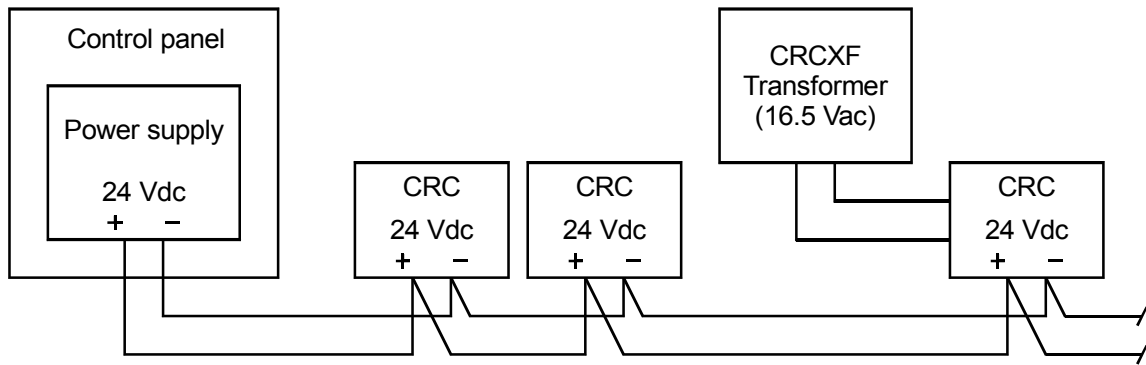 Control panel
Power supply
24 Vdc
+ −
CRC
24 Vdc
+ −
CRC
24 Vdc
+ −
CRCXF
Transformer
(16.5 Vac)
CRC
24 Vdc
+ −